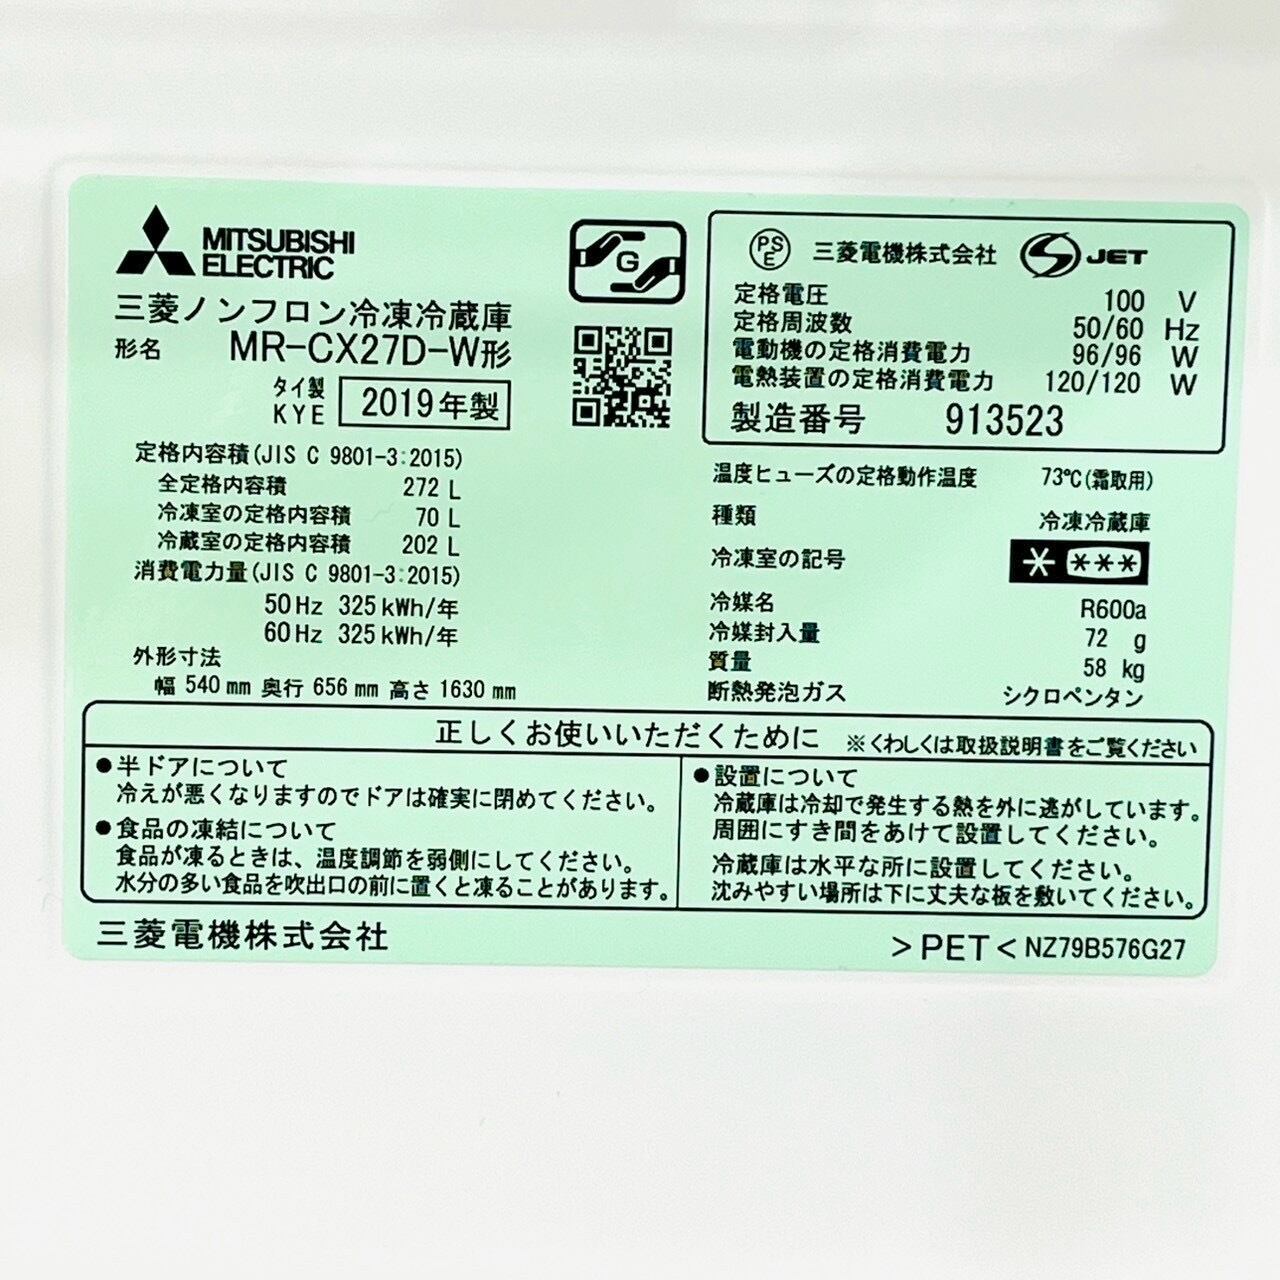 MITSUBISHI
ELECTRIC
三菱ノンフロン冷凍冷蔵庫
形名 MR-CX27D-W形
タイ製
KYE 2019年製
定格内容積(JIS C 9801-3:2015)
全定格内容積 272 L
冷凍室の定格内容積 70 L
冷蔵室の定格内容積 202 L
消費電力量(JIS C 9801-3:2015)
50Hz 325kWh/年
60Hz 325kWh/年
外形寸法
幅 540mm 奥行 656mm 高さ 1630mm
G
PSE 三菱電機株式会社 JET
定格電圧 100 V
定格周波数 50/60 Hz
電動機の定格消費電力 96/96 W
電熱装置の定格消費電力 120/120 W
製造番号 913523
温度ヒューズの定格動作温度 73℃(霜取用)
種類 冷凍冷蔵庫
冷凍室の記号 * ***
冷媒名 R600a
冷媒封入量 72 g
質量 58 kg
断熱発泡ガス シクロペンタン
正しくお使いいただくために ※くわしくは取扱説明書をご覧ください
●半ドアについて
冷えが悪くなりますのでドアは確実に閉めてください。
●食品の凍結について
食品が凍るときは、温度調節を弱側にしてください。
水分の多い食品を吹出口の前に置くと凍ることがあります。
●設置について
冷蔵庫は冷却で発生する熱を外に逃がしています。
周囲にすき間をあけて設置してください。
冷蔵庫は水平な所に設置してください。
沈みやすい場所は下に丈夫な板を敷いてください。
三菱電機株式会社
>PET< NZ79B576G27